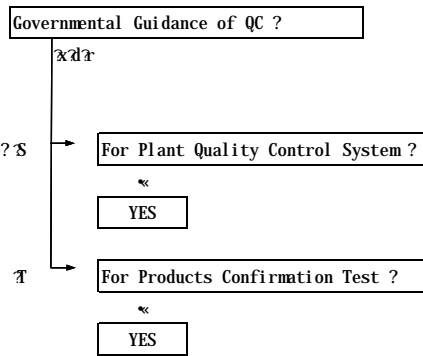 Governmental Guidance of QC ?
For Plant Quality Control System ?
YES
For Products Confirmation Test ?
YES